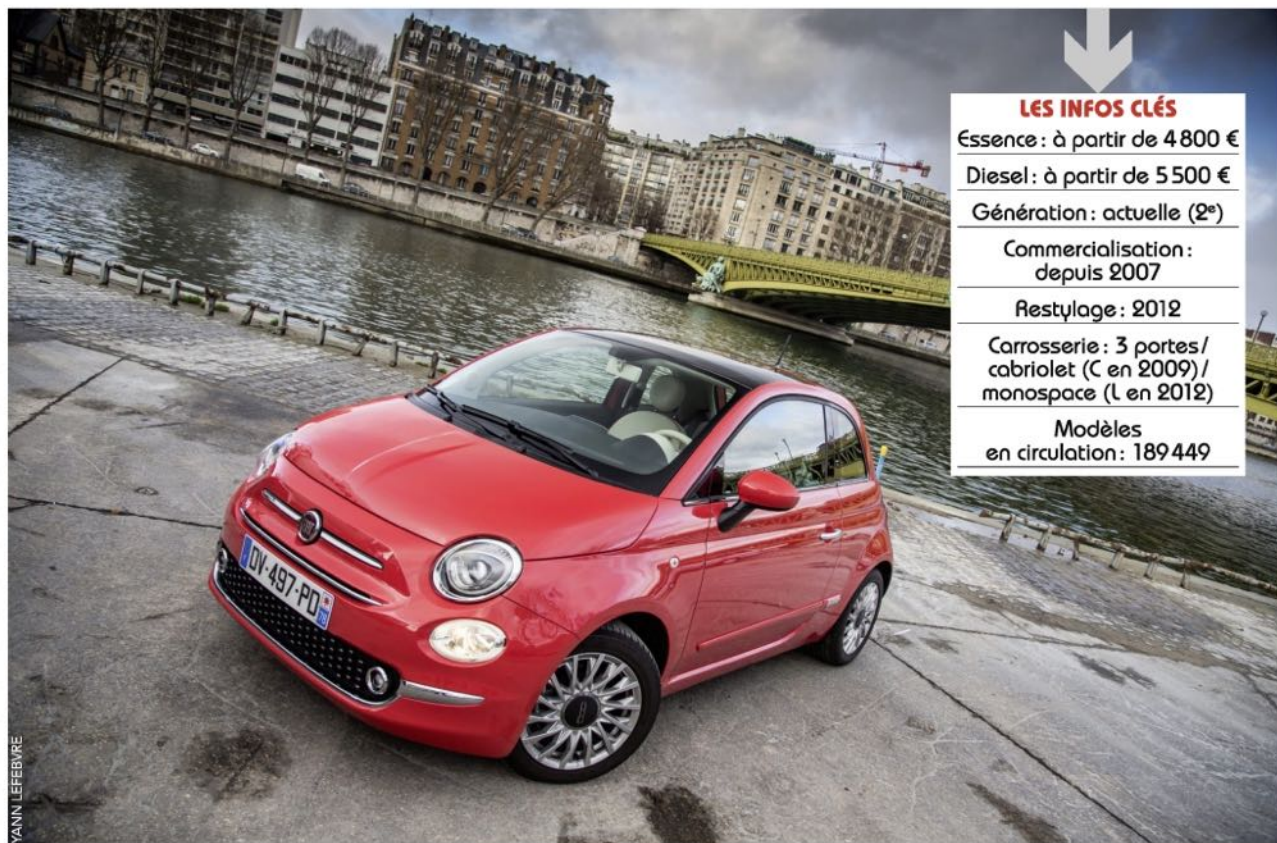 LES INFOS CLÉS
Essence : à partir de 4 800 €
Diesel : à partir de 5 500 €
Génération : actuelle (2e)
Commercialisation :
depuis 2007
Restylage : 2012
Carrosserie : 3 portes/
cabriolet (C en 2009)/
monospace (L en 2012)
Modèles
en circulation : 189 449
DV-497-PD
78
YANN LEFEBVRE